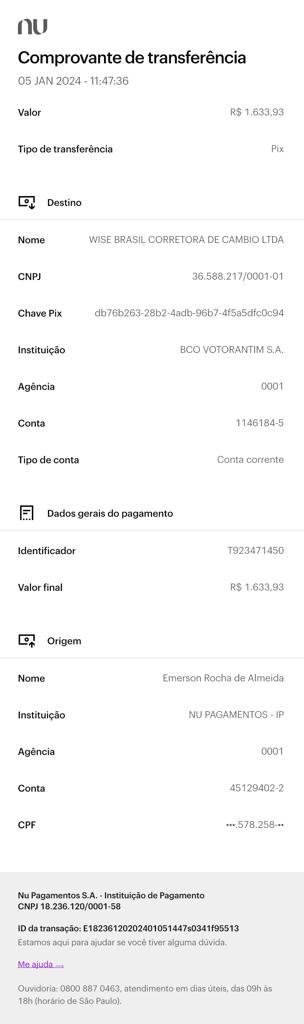 nu
Comprovante de transferência
05 JAN 2024 - 11:47:36
Valor R$ 1.633,93
Tipo de transferência Pix
Destino
Nome WISE BRASIL CORRETORA DE CAMBIO LTDA
CNPJ 36.588.217/0001-01
Chave Pix db76b263-28b2-4adb-96b7-4f5a5dfc0c94
Instituição BCO VOTORANTIM S.A.
Agência 0001
Conta 1146184-5
Tipo de conta Conta corrente
Dados gerais do pagamento
Identificador T923471450
Valor final R$ 1.633,93
Origem
Nome Emerson Rocha de Almeida
Instituição NU PAGAMENTOS - IP
Agência 0001
Conta 45129402-2
CPF •••.578.258-••
Nu Pagamentos S.A. - Instituição de Pagamento
CNPJ 18.236.120/0001-58
ID da transação: E18236120202401051447s0341f95513
Estamos aqui para ajudar se você tiver alguma dúvida.
Me ajuda →
Ouvidoria: 0800 887 0463, atendimento em dias úteis, das 09h às
18h (horário de São Paulo).